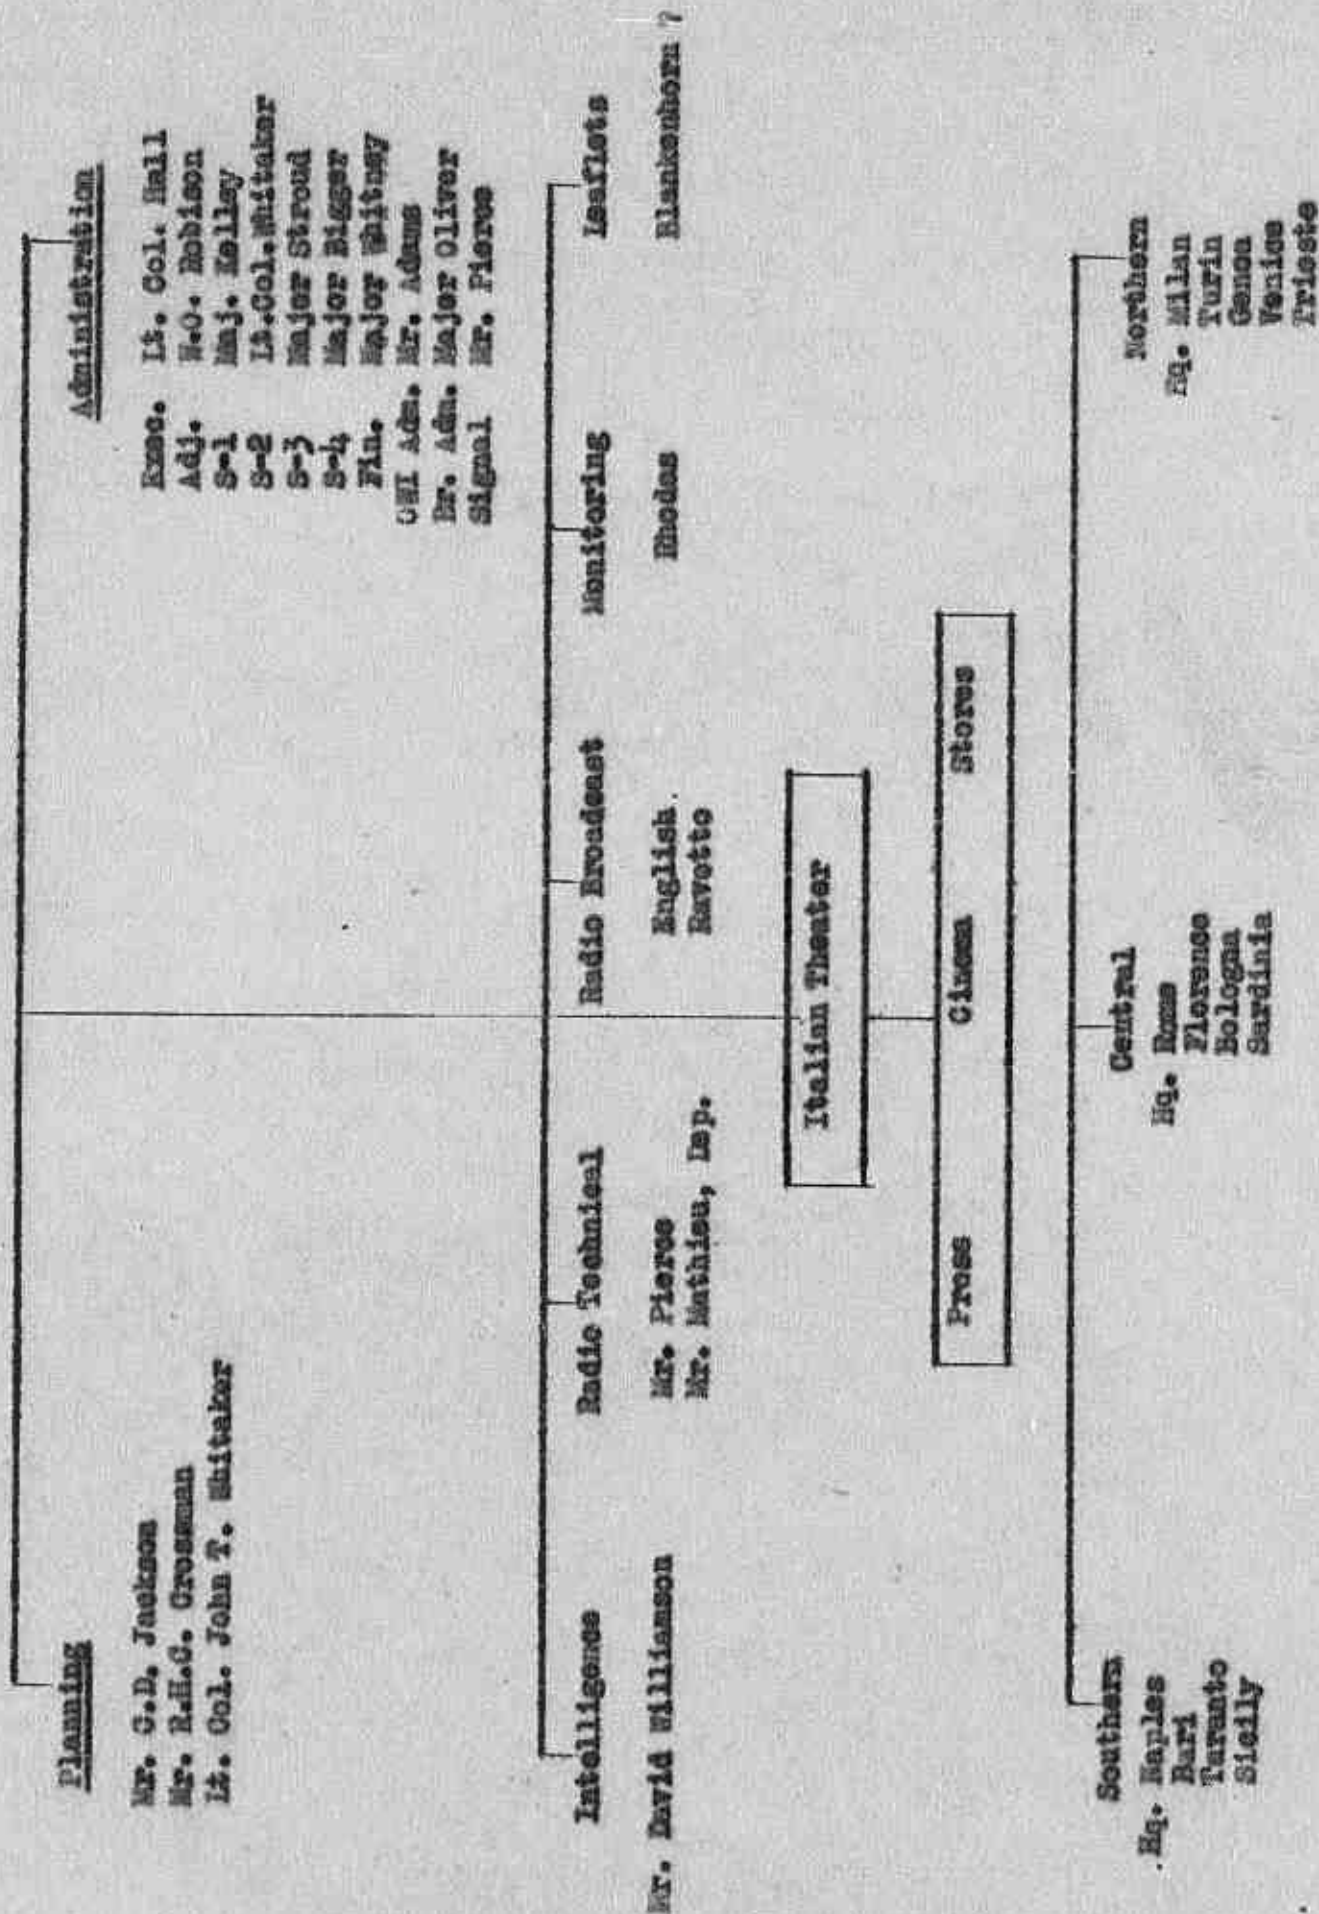 Planning
Mr. C.D. Jackson
Mr. R.H.C. Crossman
Lt. Col. John T. Whitaker
Administration
Exec. Lt. Col. Hall
Adj. W.O. Robison
S-1 Maj. Kelley
S-2 Lt.Col.Whitaker
S-3 Major Stroud
S-4 Major Bigger
Fin. Major Whitney
OWI Adm. Mr. Adams
Br. Adm. Major Oliver
Signal Mr. Pierce
Intelligence
Mr. David Williamson
Radio Technical
Mr. Pierce
Mr. Mathieu, Dep.
Radio Broadcast
English
Ravotto
Monitoring
Rhodes
Leaflets
Blankenhorn ?
Italian Theater
Press Cinema Stores
Southern
Hq. Naples
Bari
Taranto
Sicily
Central
Hq. Rome
Florence
Bologna
Sardinia
Northern
Hq. Milan
Turin
Genoa
Venice
Trieste